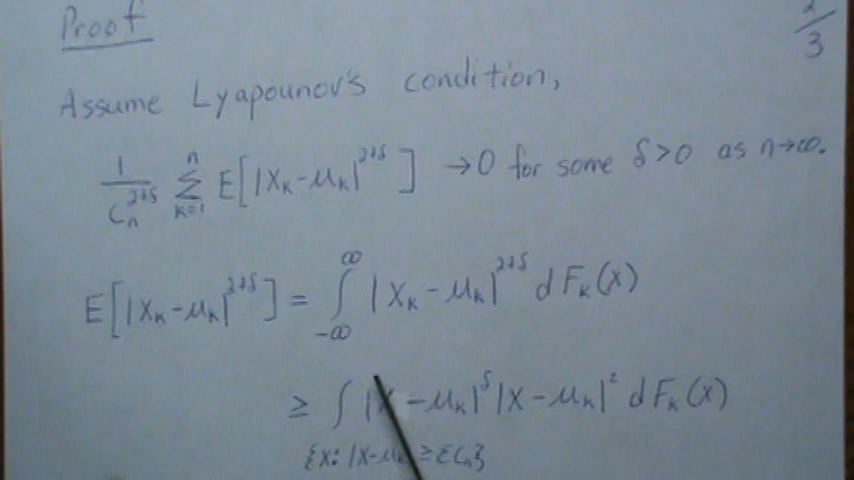 Proof
2/3
Assume Lyapounov's condition,
1/C_n^{2+δ} Σ_{k=1}^{n} E[|X_k-μ_k|^{2+δ}] →0 for some δ>0 as n→∞.
E[|X_k-μ_k|^{2+δ}] = ∫_{-∞}^{∞} |X_k-μ_k|^{2+δ} dF_k(x)
≥ ∫ |x-μ_k|^δ |x-μ_k|^2 dF_k(x)
{x: |x-μ_k| ≥ εC_n}